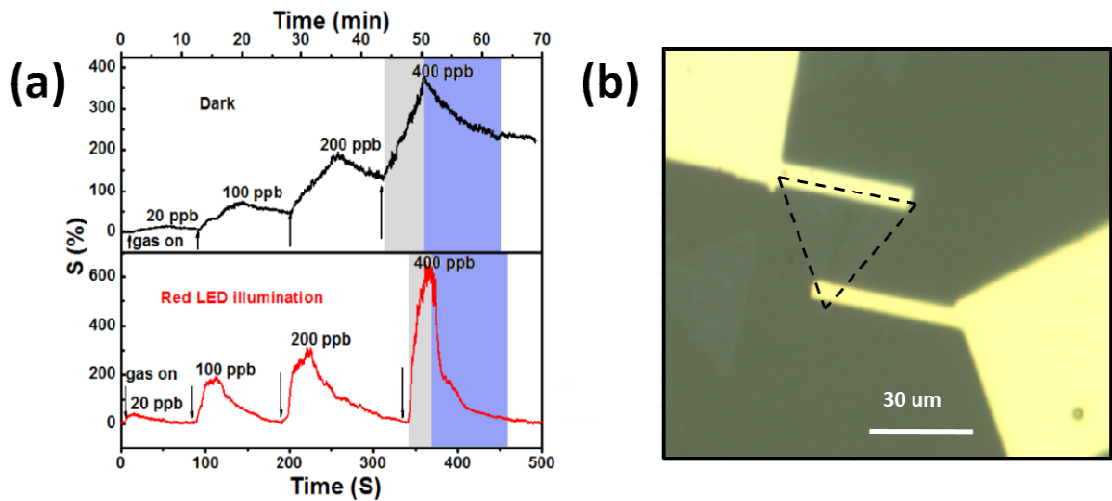 (a)
Time (min)
0 10 20 30 40 50 60 70
400
300
200
100
0
S (%)
Dark
20 ppb
100 ppb
200 ppb
400 ppb
gas on
600
400
200
0
Red LED illumination
gas on
20 ppb
100 ppb
200 ppb
400 ppb
0 100 200 300 400 500
Time (S)
(b)
30 um